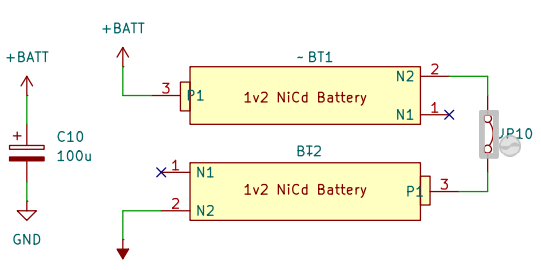 +BATT
+BATT
~ BT1
N2 2
3 P1 1v2 NiCd Battery
N1 1
+ C10
100u
JP10
BT2
1 N1
1v2 NiCd Battery P1 3
2 N2
GND